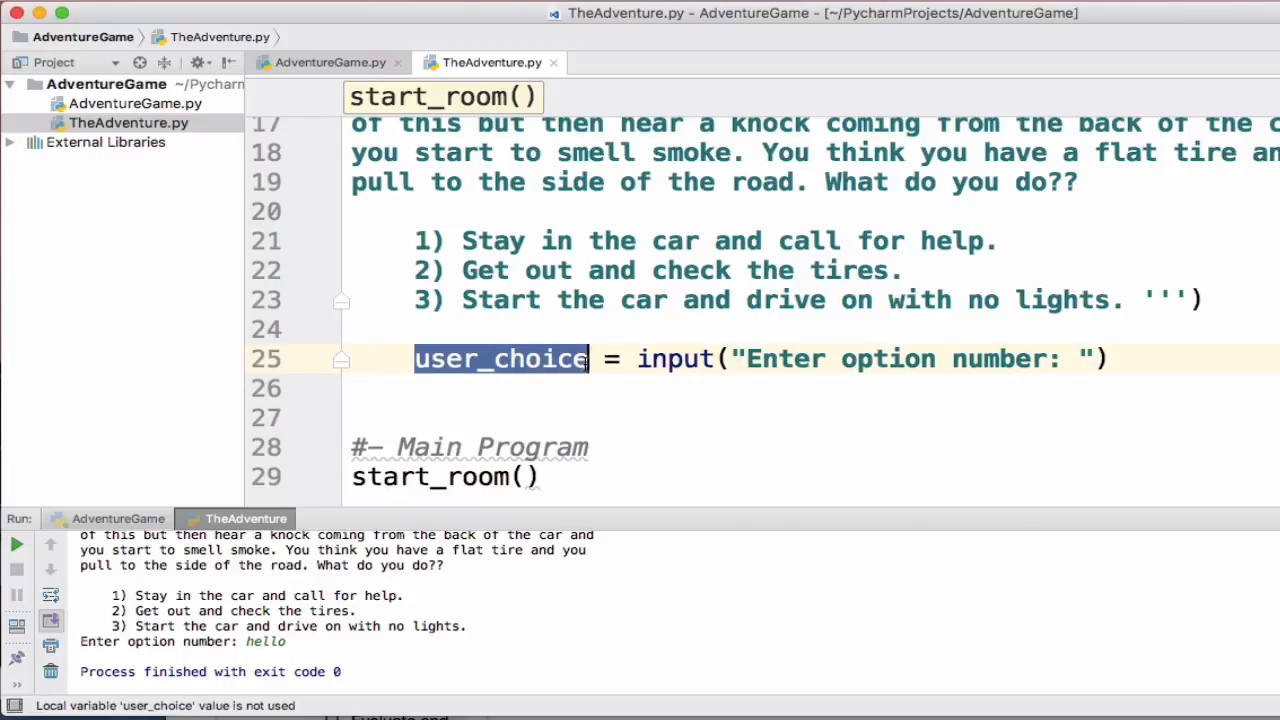 TheAdventure.py - AdventureGame - [~/PycharmProjects/AdventureGame]
AdventureGame TheAdventure.py
Project AdventureGame.py TheAdventure.py
AdventureGame ~/Pycharm
AdventureGame.py
TheAdventure.py
External Libraries
start_room()
17 of this but then hear a knock coming from the back of the c
18 you start to smell smoke. You think you have a flat tire an
19 pull to the side of the road. What do you do??
20
21 1) Stay in the car and call for help.
22 2) Get out and check the tires.
23 3) Start the car and drive on with no lights. ''')
24
25 user_choice = input("Enter option number: ")
26
27
28 #- Main Program
29 start_room()
Run: AdventureGame TheAdventure
of this but then hear a knock coming from the back of the car and
you start to smell smoke. You think you have a flat tire and you
pull to the side of the road. What do you do??
1) Stay in the car and call for help.
2) Get out and check the tires.
3) Start the car and drive on with no lights.
Enter option number: hello
Process finished with exit code 0
Local variable 'user_choice' value is not used